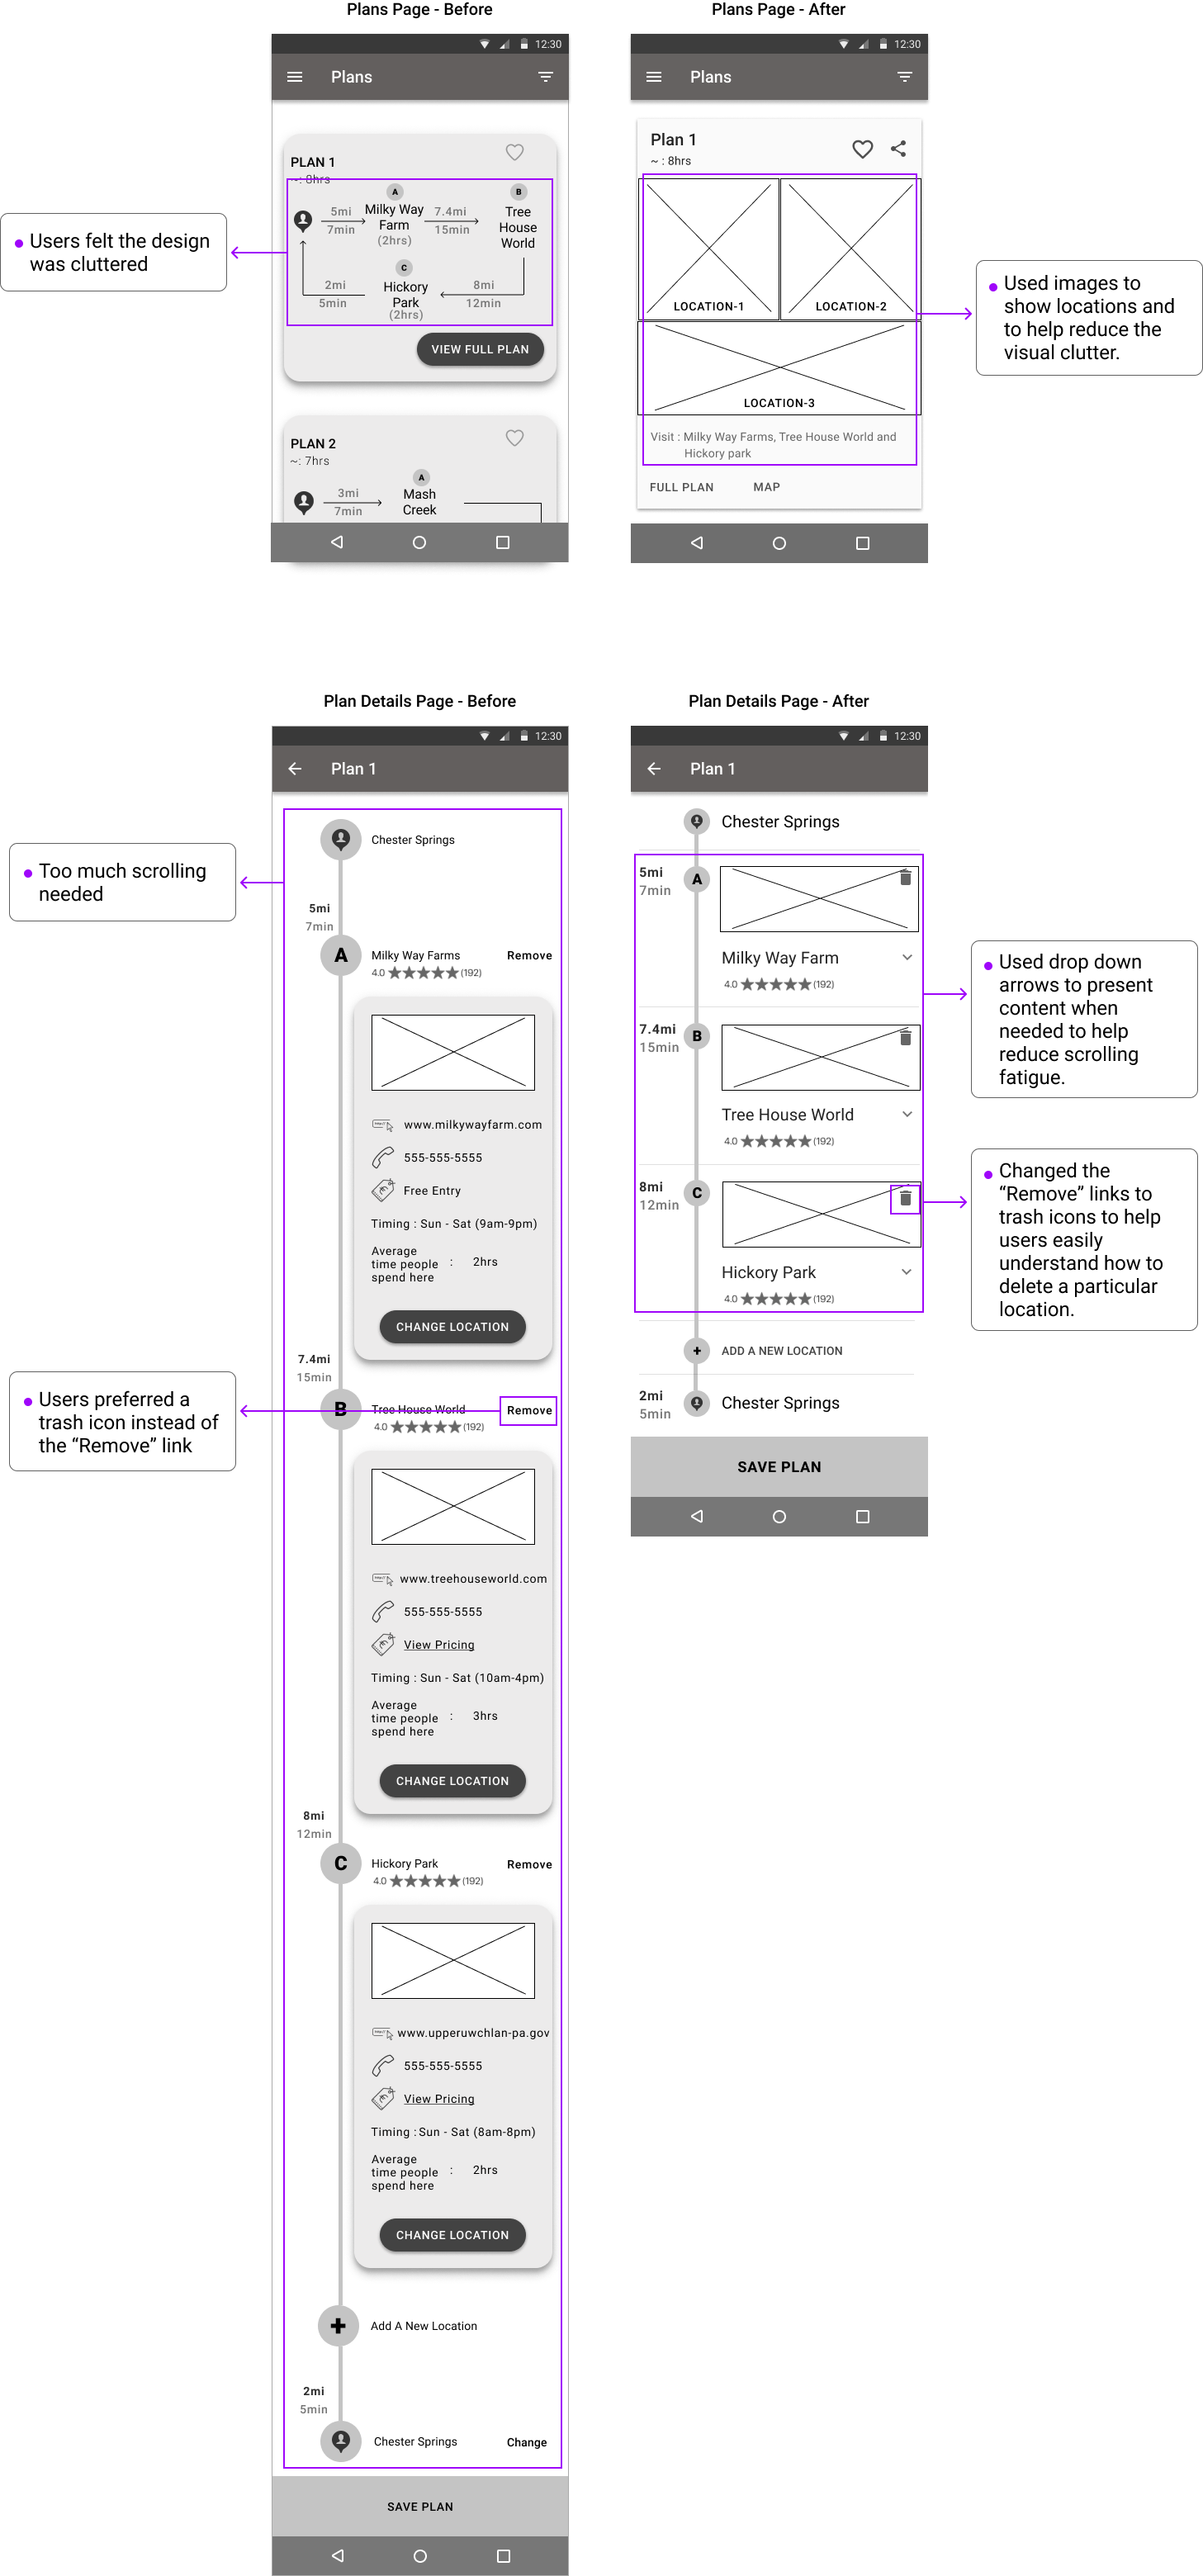 Plans Page - Before
Plans Page - After
12:30
Plans
PLAN 1
~: 8hrs
A
B
5mi
Milky Way
7.4mi
Tree
7min
Farm
15min
House
(2hrs)
World
C
2mi
Hickory
8mi
5min
Park
12min
(2hrs)
VIEW FULL PLAN
PLAN 2
~: 7hrs
A
3mi
Mash
7min
Creek
Users felt the design
was cluttered
12:30
Plans
Plan 1
~ : 8hrs
LOCATION-1
LOCATION-2
LOCATION-3
Visit : Milky Way Farms, Tree House World and
Hickory park
FULL PLAN
MAP
Used images to
show locations and
to help reduce the
visual clutter.
Plan Details Page - Before
Plan Details Page - After
12:30
Plan 1
Chester Springs
5mi
7min
A
Milky Way Farms
Remove
4.0 ★★★★★(192)
www.milkywayfarm.com
555-555-5555
Free Entry
Timing : Sun - Sat (9am-9pm)
Average
time people : 2hrs
spend here
CHANGE LOCATION
7.4mi
15min
B
Tree House World
Remove
4.0 ★★★★★(192)
www.treehouseworld.com
555-555-5555
View Pricing
Timing : Sun - Sat (10am-4pm)
Average
time people : 3hrs
spend here
CHANGE LOCATION
8mi
12min
C
Hickory Park
Remove
4.0 ★★★★★(192)
www.upperuwchlan-pa.gov
555-555-5555
View Pricing
Timing : Sun - Sat (8am-8pm)
Average
time people : 2hrs
spend here
CHANGE LOCATION
Add A New Location
2mi
5min
Chester Springs
Change
SAVE PLAN
Too much scrolling
needed
Users preferred a
trash icon instead of
the “Remove” link
12:30
Plan 1
Chester Springs
5mi
7min
A
Milky Way Farm
4.0 ★★★★★(192)
7.4mi
15min
B
Tree House World
4.0 ★★★★★(192)
8mi
12min
C
Hickory Park
4.0 ★★★★★(192)
+
ADD A NEW LOCATION
2mi
5min
Chester Springs
SAVE PLAN
Used drop down
arrows to present
content when
needed to help
reduce scrolling
fatigue.
Changed the
“Remove” links to
trash icons to help
users easily
understand how to
delete a particular
location.